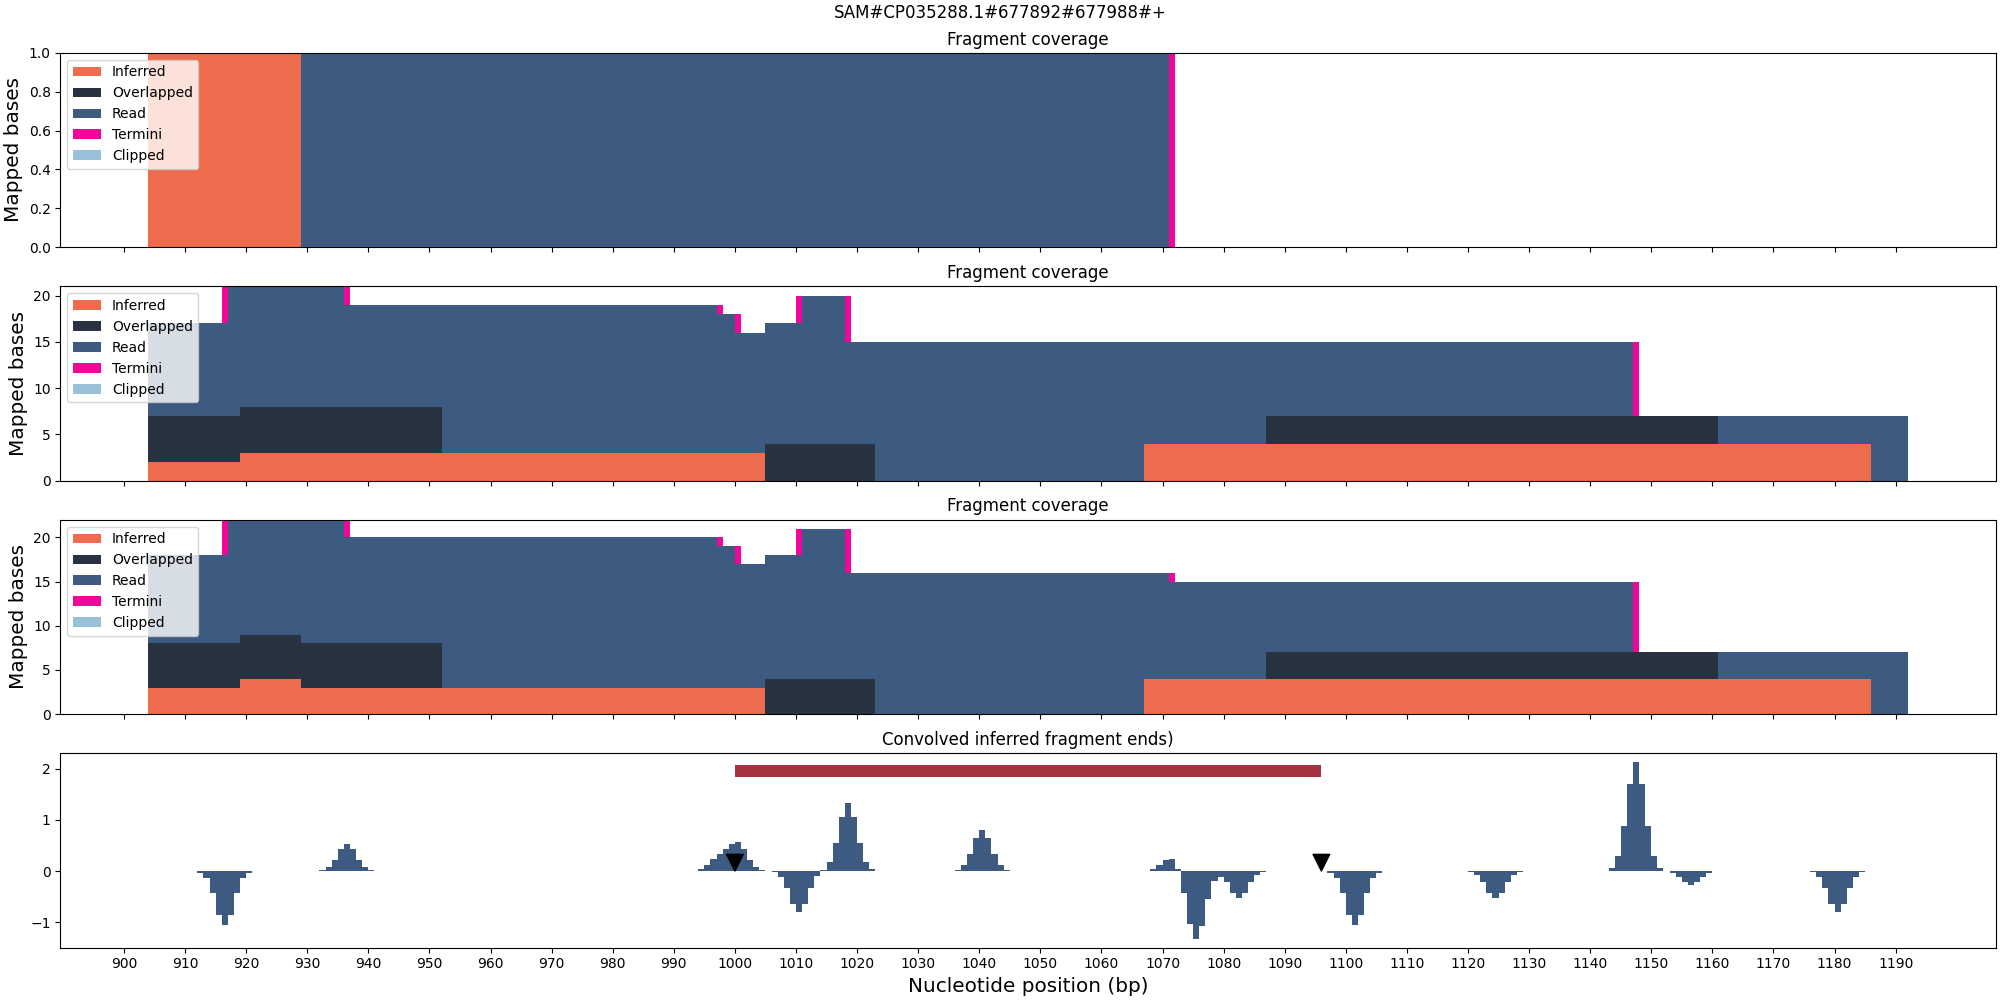 SAM#CP035288.1#677892#677988#+
Fragment coverage
Mapped bases
1.0
0.8
0.6
0.4
0.2
0.0
Inferred
Overlapped
Read
Termini
Clipped
Fragment coverage
Mapped bases
20
15
10
5
0
Inferred
Overlapped
Read
Termini
Clipped
Fragment coverage
Mapped bases
20
15
10
5
0
Inferred
Overlapped
Read
Termini
Clipped
Convolved inferred fragment ends)
2
1
0
−1
900 910 920 930 940 950 960 970 980 990 1000 1010 1020 1030 1040 1050 1060 1070 1080 1090 1100 1110 1120 1130 1140 1150 1160 1170 1180 1190
Nucleotide position (bp)